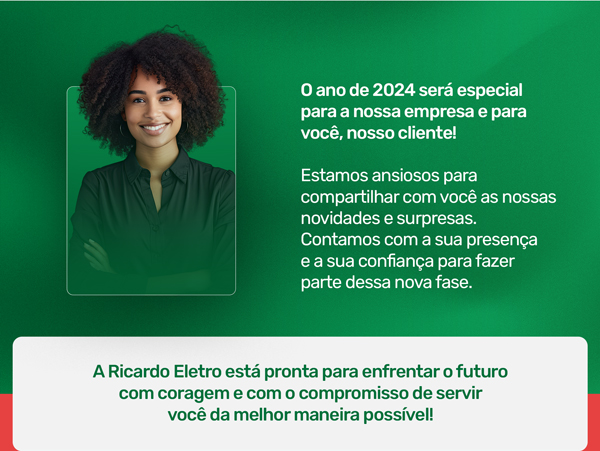 O ano de 2024 será especial
para a nossa empresa e para
você, nosso cliente!
Estamos ansiosos para
compartilhar com você as nossas
novidades e surpresas.
Contamos com a sua presença
e a sua confiança para fazer
parte dessa nova fase.
A Ricardo Eletro está pronta para enfrentar o futuro
com coragem e com o compromisso de servir
você da melhor maneira possível!